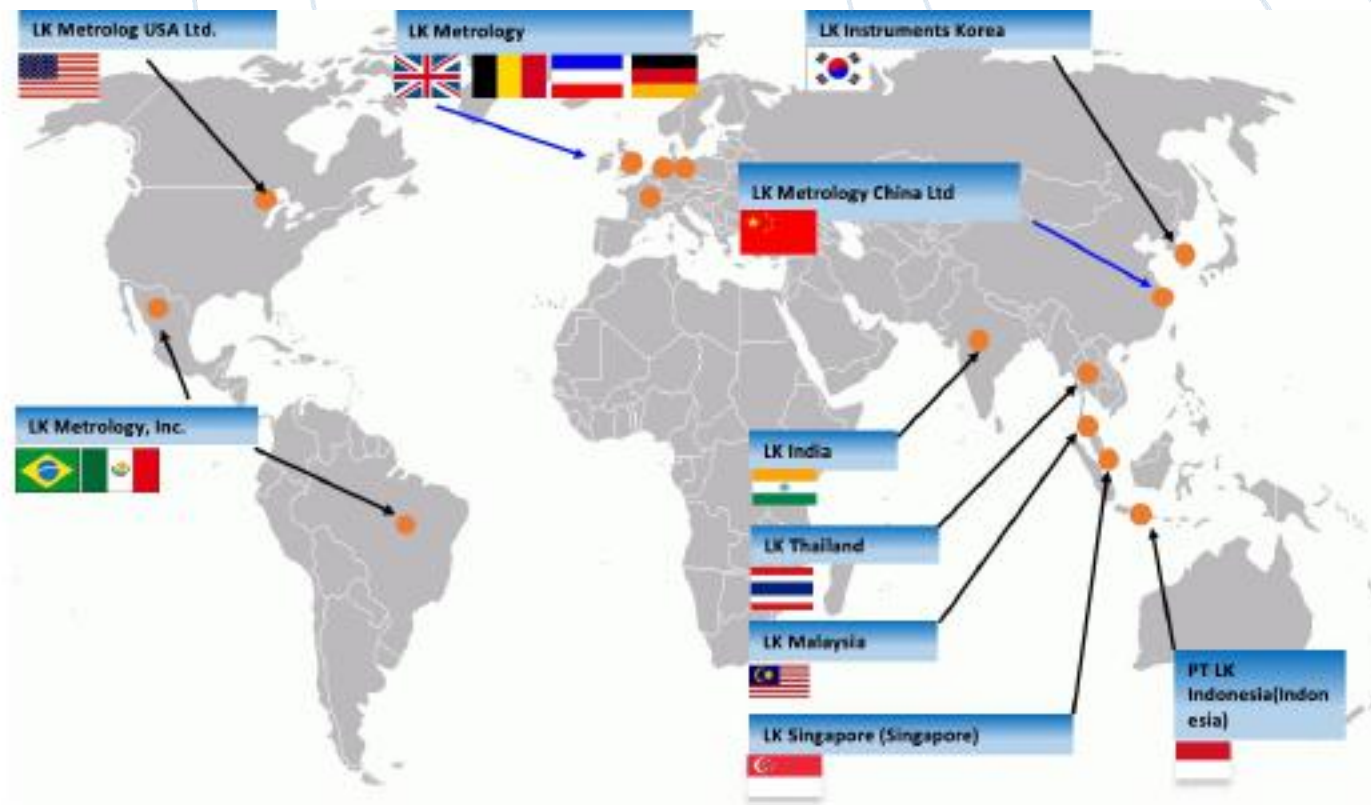 LK Metrolog USA Ltd.
LK Metrology
LK Instruments Korea
LK Metrology China Ltd
LK Metrology, Inc.
LK India
LK Thailand
LK Malaysia
LK Singapore (Singapore)
PT LK
Indonesia(Indon
esia)